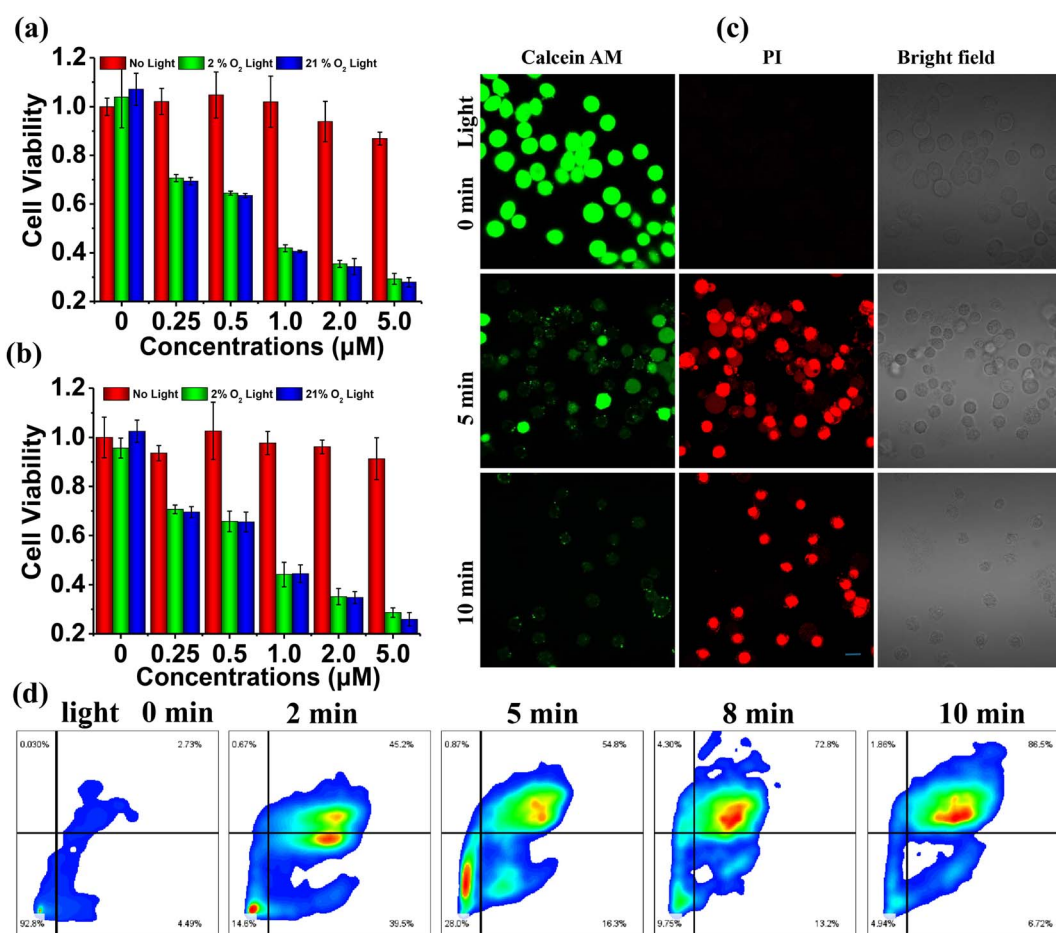 (a)
1.2
No Light 2 % O₂ Light 21 % O₂ Light
1.0
0.8
0.6
0.4
0.2
Cell Viability
0 0.25 0.5 1.0 2.0 5.0
Concentrations (µM)
(b)
1.2
No Light 2% O₂ Light 21% O₂ Light
1.0
0.8
0.6
0.4
0.2
Cell Viability
0 0.25 0.5 1.0 2.0 5.0
Concentrations (µM)
(c)
Calcein AM PI Bright field
Light
0 min
5 min
10 min
(d)
light 0 min 2 min 5 min 8 min 10 min
0.030% 2.73% 0.67% 45.2% 0.87% 54.8% 4.30% 72.8% 1.86% 86.5%
92.8% 4.49% 14.6% 39.5% 28.0% 16.3% 9.75% 13.2% 4.94% 6.72%